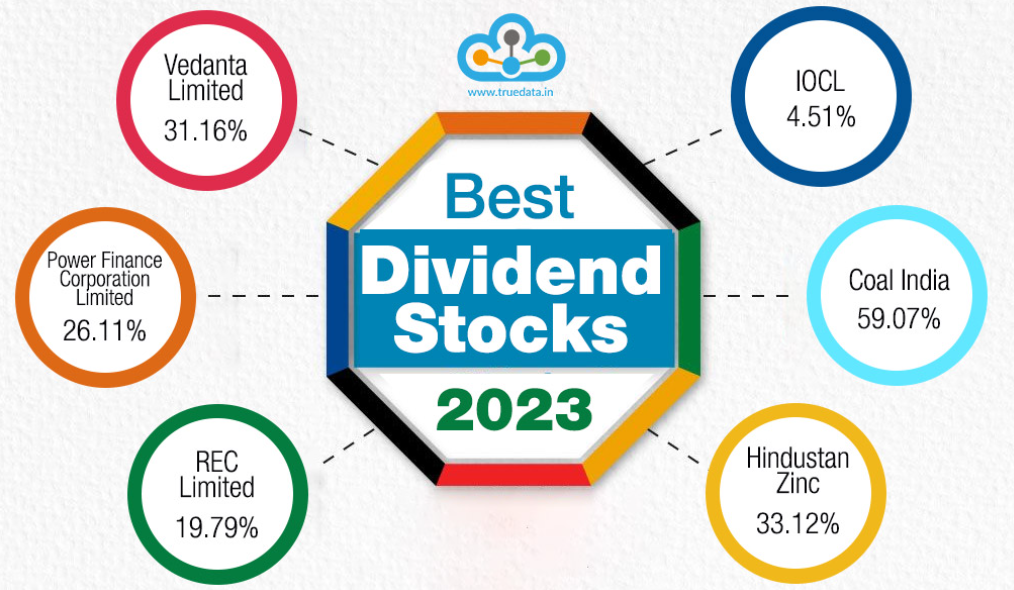 www.truedata.in
Best
Dividend
Stocks
2023
Vedanta
Limited
31.16%
IOCL
4.51%
Power Finance
Corporation
Limited
26.11%
Coal India
59.07%
REC
Limited
19.79%
Hindustan
Zinc
33.12%